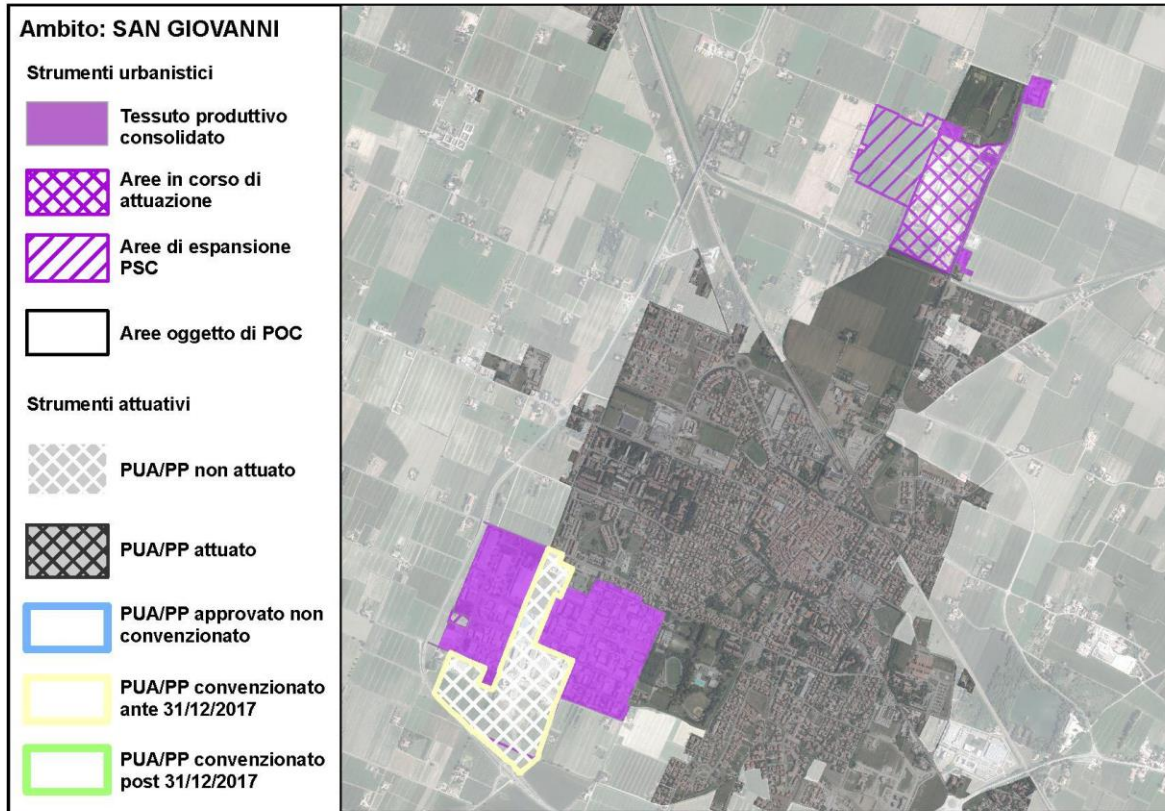 Ambito: SAN GIOVANNI
Strumenti urbanistici
Tessuto produttivo
consolidato
Aree in corso di
attuazione
Aree di espansione
PSC
Aree oggetto di POC
Strumenti attuativi
PUA/PP non attuato
PUA/PP attuato
PUA/PP approvato non
convenzionato
PUA/PP convenzionato
ante 31/12/2017
PUA/PP convenzionato
post 31/12/2017